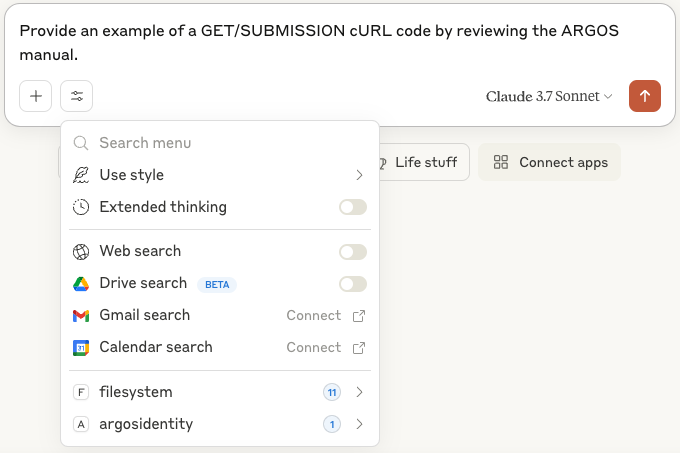 Provide an example of a GET/SUBMISSION cURL code by reviewing the ARGOS
manual.
Claude 3.7 Sonnet
Search menu
Use style
Life stuff
Connect apps
Extended thinking
Web search
Drive search BETA
Gmail search Connect
Calendar search Connect
F filesystem 11
A argosidentity 1